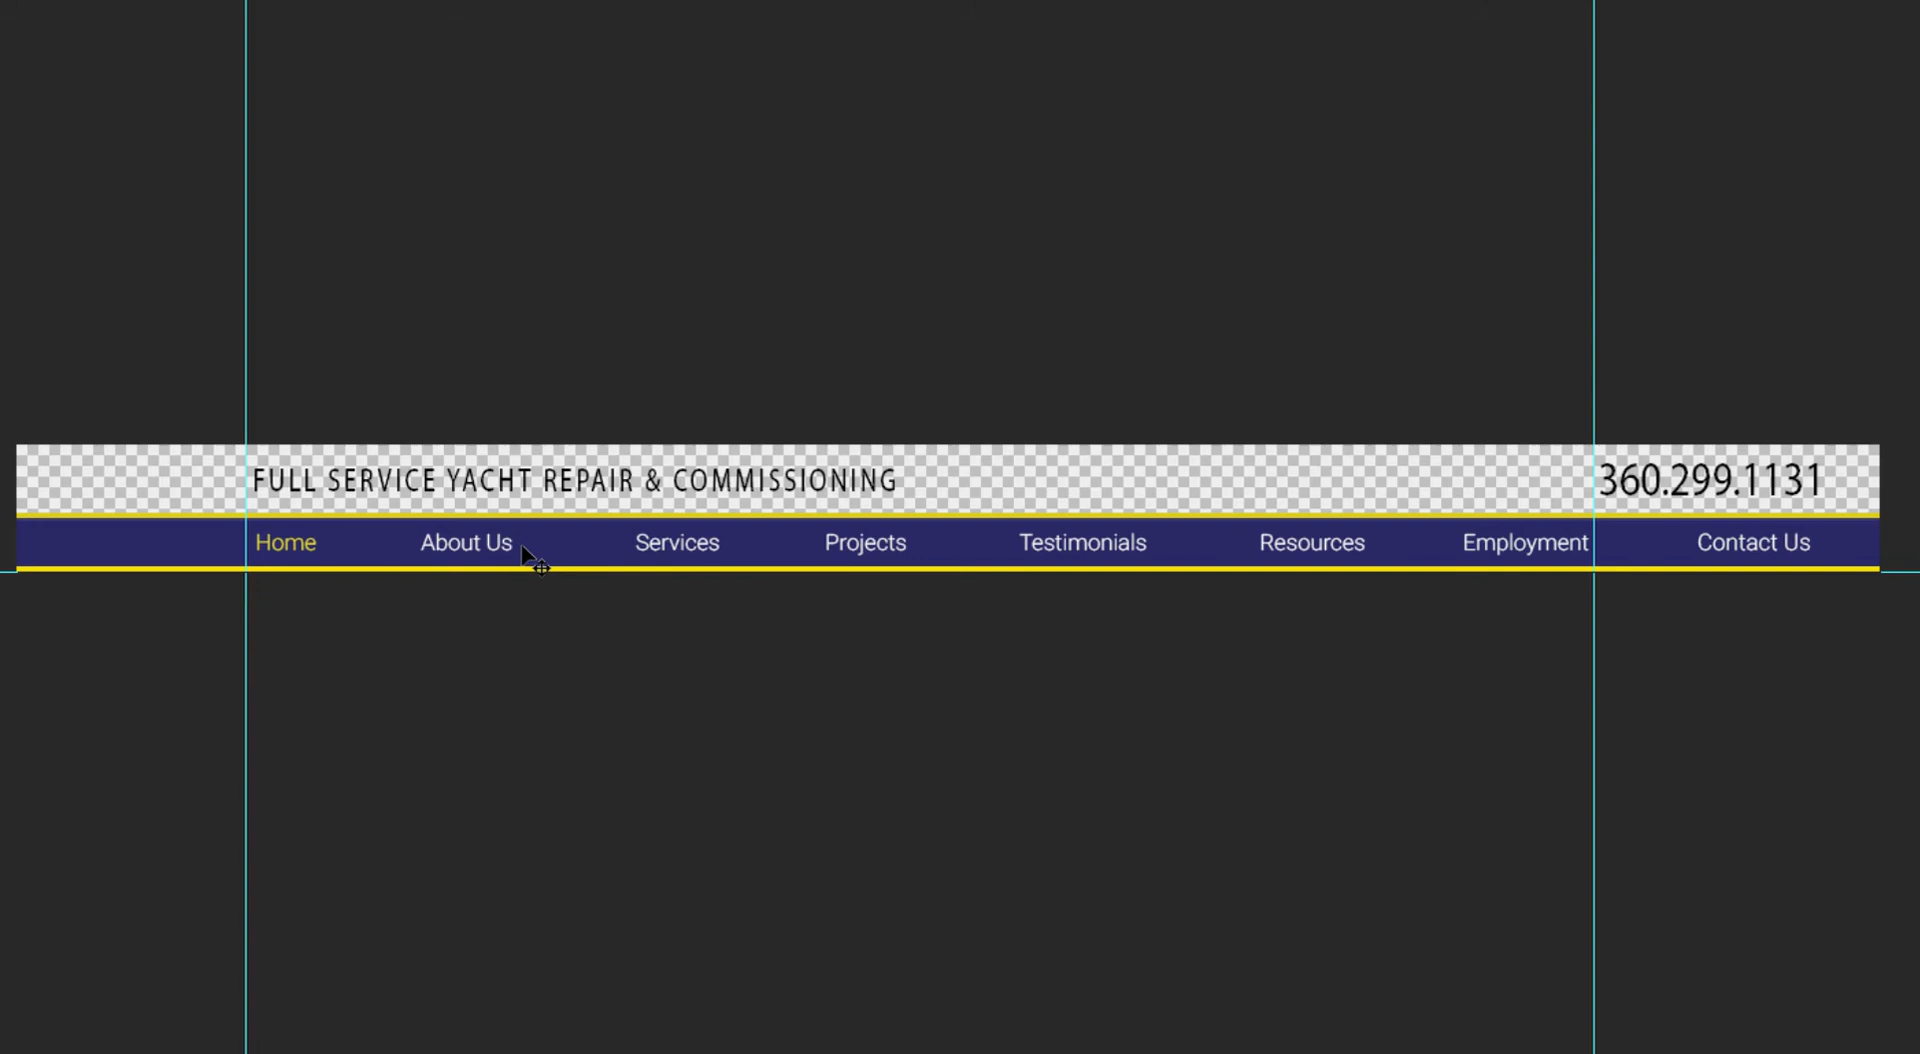 FULL SERVICE YACHT REPAIR & COMMISSIONING 360.299.1131
Home About Us Services Projects Testimonials Resources Employment Contact Us